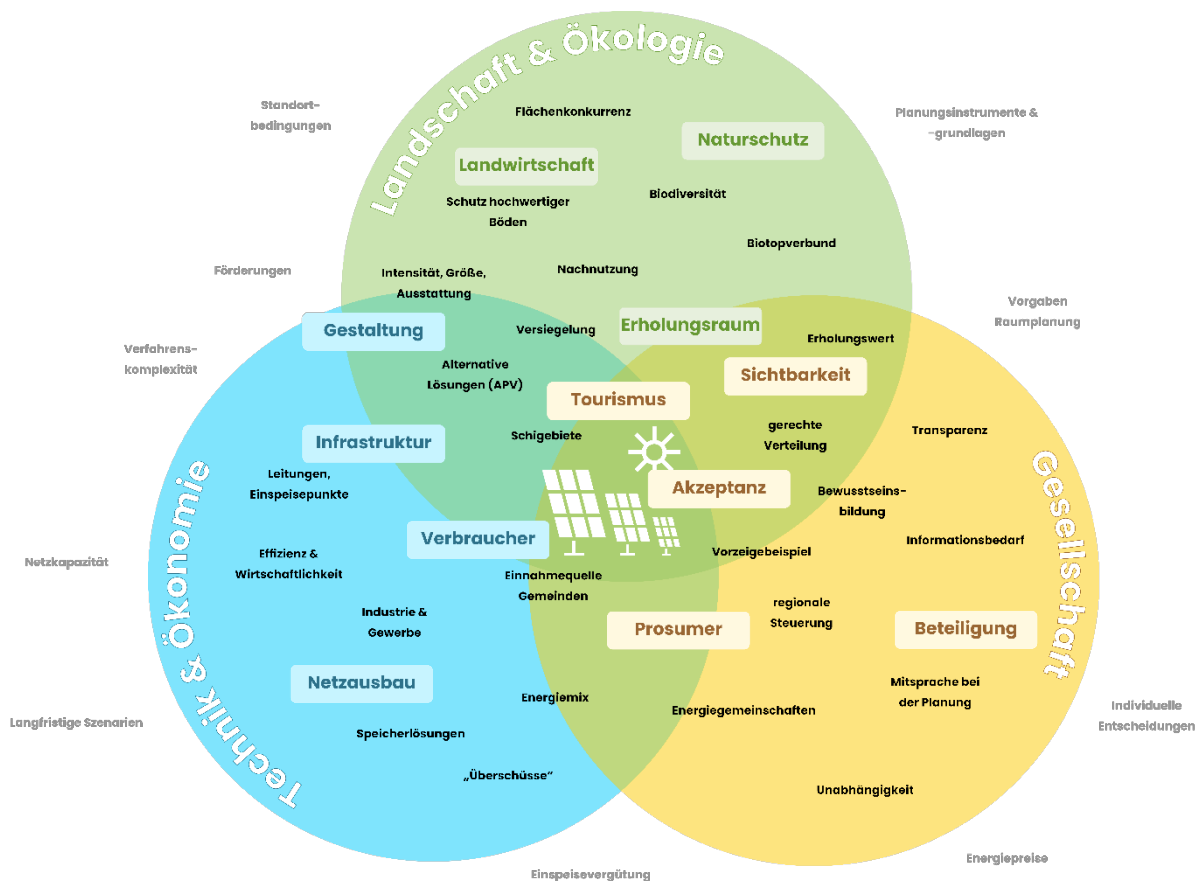 Landschaft & Ökologie
Standort-
bedingungen
Flächenkonkurrenz
Planungsinstrumente &
-grundlagen
Naturschutz
Landwirtschaft
Schutz hochwertiger
Böden
Biodiversität
Biotopverbund
Förderungen
Intensität, Größe,
Ausstattung
Nachnutzung
Vorgaben
Raumplanung
Gestaltung
Versiegelung
Erholungsraum
Erholungswert
Verfahrens-
komplexität
Alternative
Lösungen (APV)
Sichtbarkeit
Tourismus
Infrastruktur
Schigebiete
gerechte
Verteilung
Transparenz
Leitungen,
Einspeisepunkte
Akzeptanz
Bewusstseins-
bildung
Gesellschaft
Technik & Ökonomie
Verbraucher
Vorzeigebeispiel
Informationsbedarf
Netzkapazität
Effizienz &
Wirtschaftlichkeit
Einnahmequelle
Gemeinden
Industrie &
Gewerbe
Prosumer
regionale
Steuerung
Beteiligung
Netzausbau
Energiemix
Energiegemeinschaften
Mitsprache bei
der Planung
Langfristige Szenarien
Speicherlösungen
Individuelle
Entscheidungen
„Überschüsse“
Unabhängigkeit
Energiepreise
Einspeisevergütung